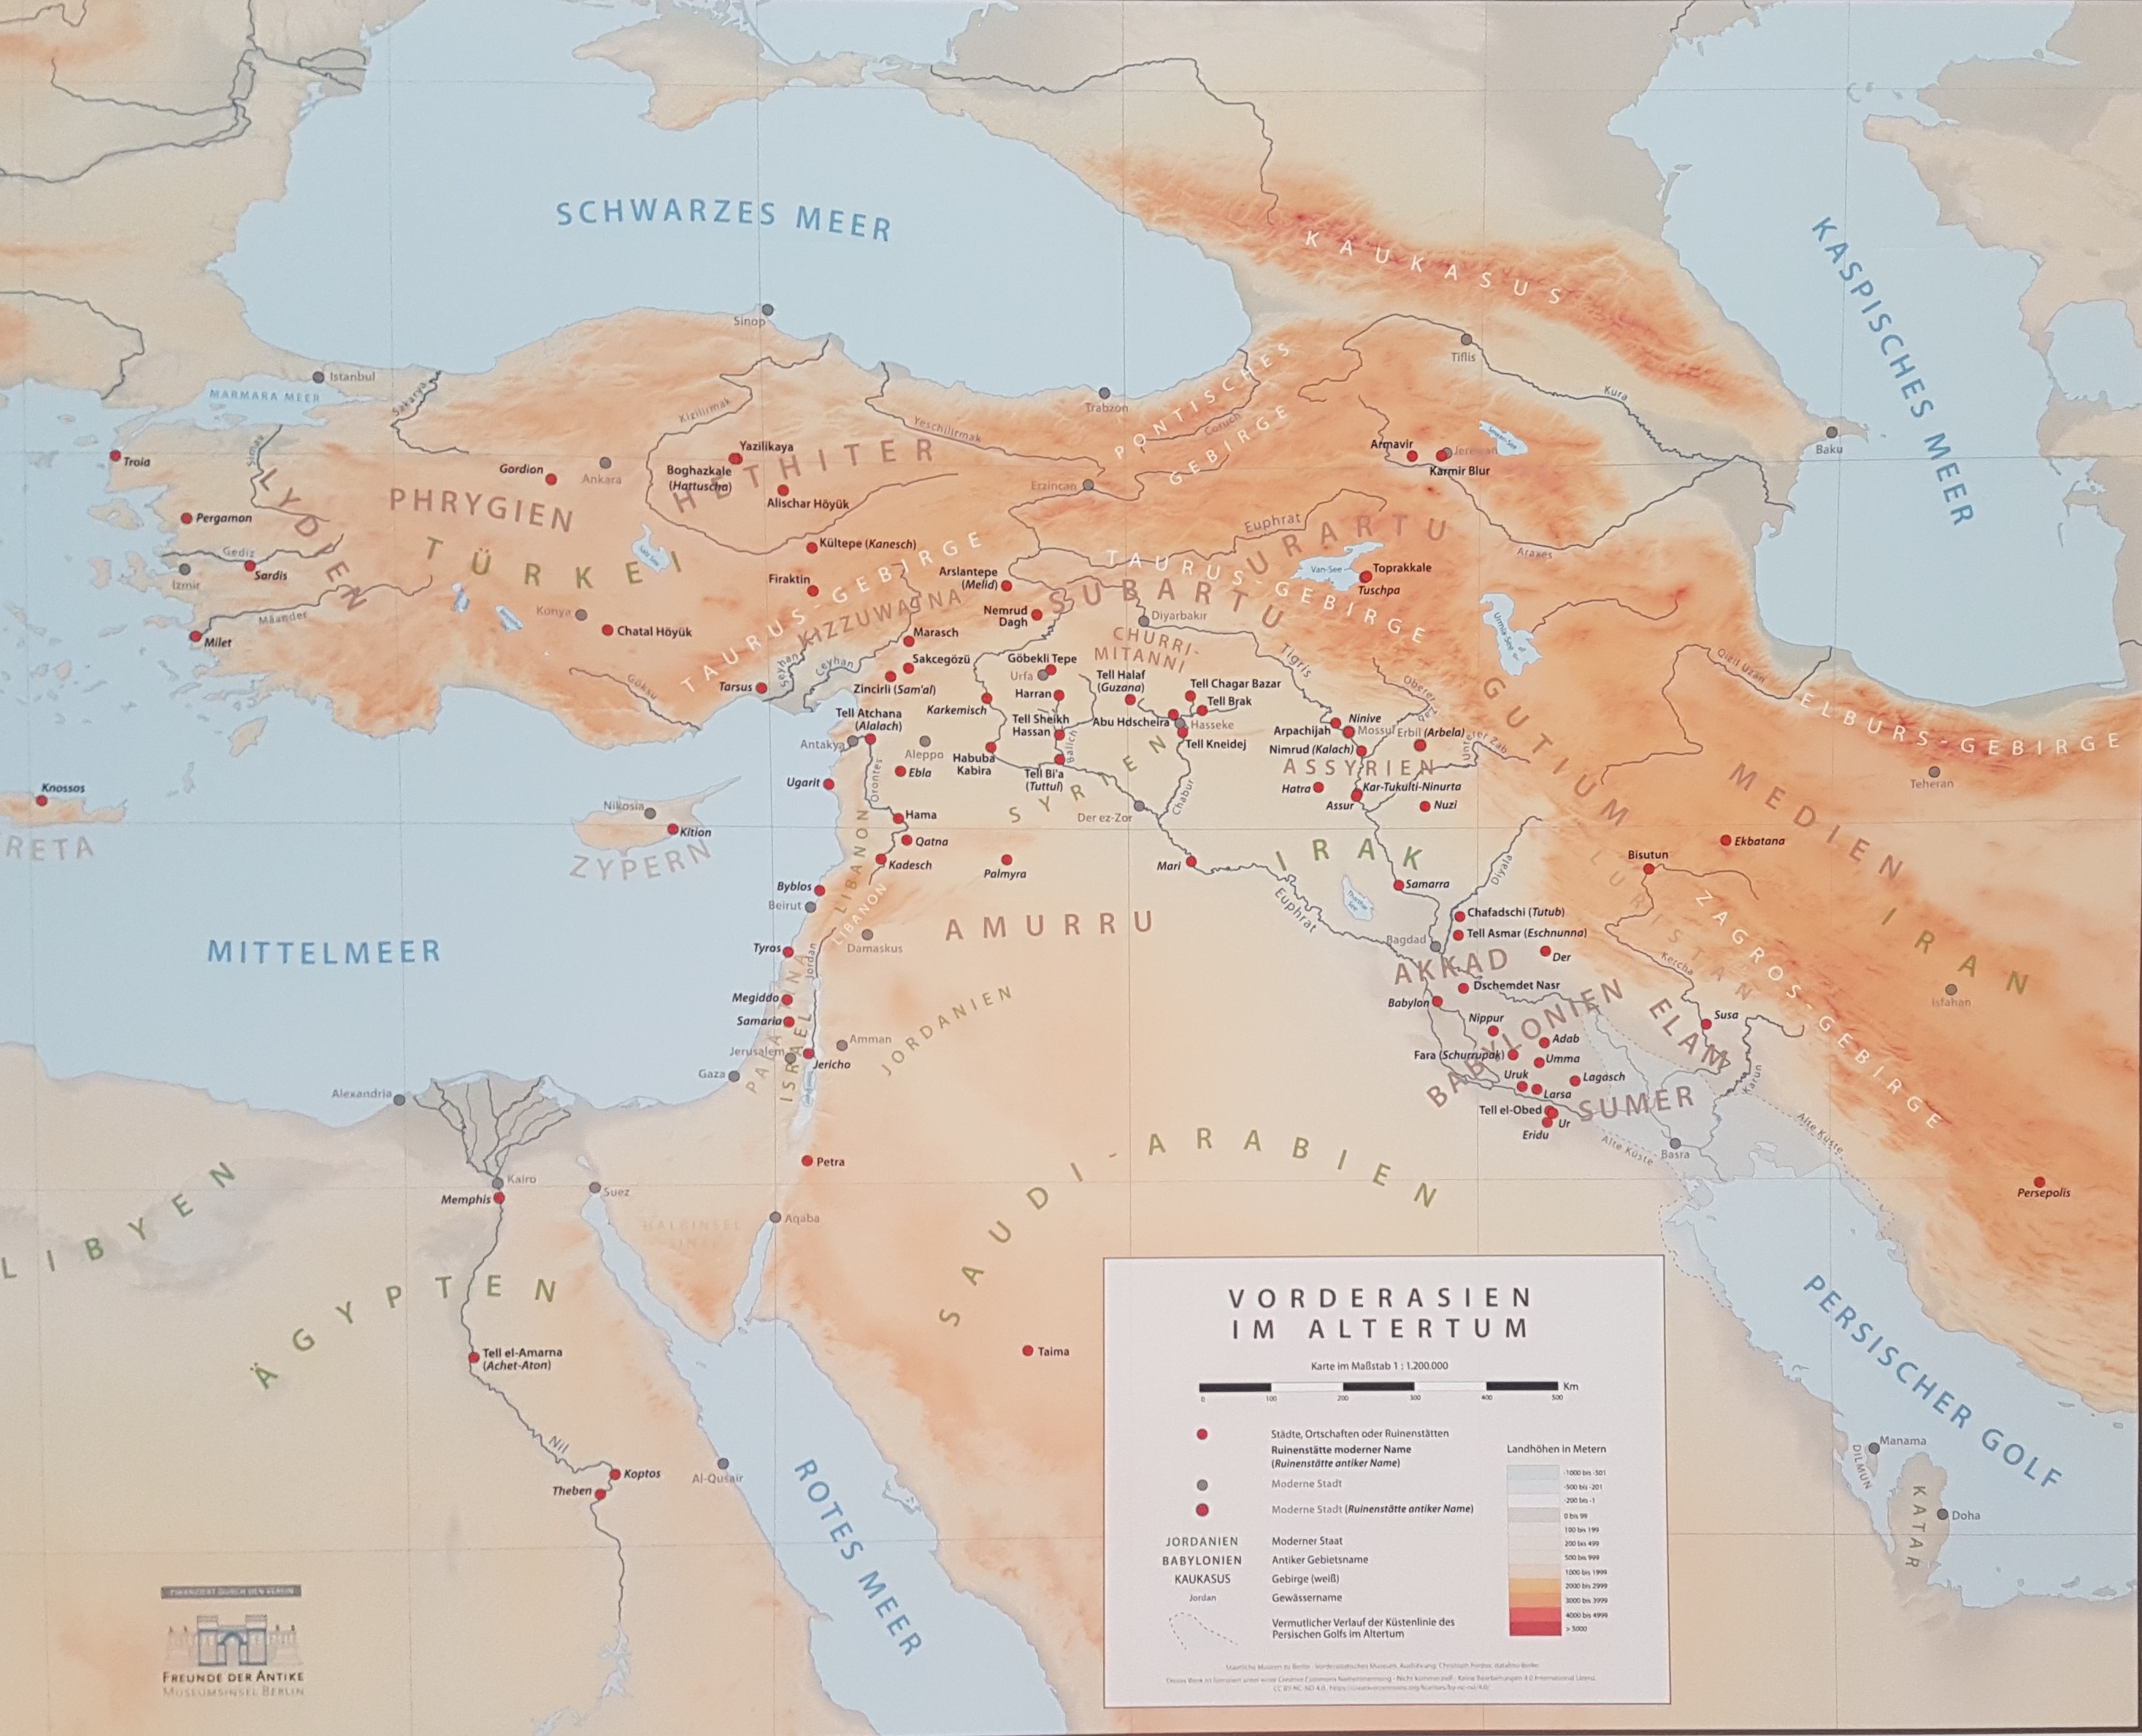 SCHWARZES MEER
KASPISCHES MEER
KAUKASUS
Sinop
Tiflis
Kura
Istanbul
MARMARA MEER
Sakarya
Kizilirmak
Yeschilirmak
Trabzon
PONTISCHES
GEBIRGE
Coruch
Baku
Troia
Simav
Gordion
Ankara
Yazilikaya
Boghazkale
(Hattuscha)
HETHITER
Alischar Höyük
Erzincan
Armavir
Jerewan
Karmir Blur
Sewan-See
PHRYGIEN
LYDIEN
Pergamon
Gediz
Izmir
Sardis
TÜRKEI
Kültepe (Kanesch)
Firaktin
Arslantepe
(Melid)
Euphrat
URARTU
Araxes
TAURUS-GEBIRGE
TAURUS-GEBIRGE
Van-See
Toprakkale
Tuschpa
Urmia-See
Mäander
Milet
Konya
Chatal Höyük
KIZZUWATNA
Nemrud
Dagh
SUBARTU
Diyarbakır
CHURRI-
MITANNI
Göksu
Tarsus
Seyhan
Ceyhan
Marasch
Sakcegözü
Zincirli (Sam'al)
Göbekli Tepe
Urfa
Harran
Karkemisch
Tell Halaf
(Guzana)
Tell Chagar Bazar
Tell Brak
Abu Hdscheira
Hasseke
Tell Kneidej
Tigris
Oberer Zab
Unterer Zab
GUTIUM
Qizil Uzan
ELBURS-GEBIRGE
Teheran
Tell Atchana
(Alalach)
Antakya
Aleppo
Ebla
Tell Sheikh
Hassan
Habuba
Kabira
Balich
Tell Bi'a
(Tuttul)
SYRIEN
Chabur
Der ez-Zor
Arpachijah
Ninive
Mossul
Erbil (Arbela)
Nimrud (Kalach)
ASSYRIEN
Hatra
Kar-Tukulti-Ninurta
Assur
Nuzi
MEDIEN
Knossos
KRETA
Nikosia
Kition
ZYPERN
Ugarit
Orontes
Hama
Qatna
Kadesch
Palmyra
Mari
IRAK
Samarra
Diyala
Tharthar
See
Euphrat
Bisutun
Ekbatana
LURISTAN
ZAGROS-GEBIRGE
IRAN
Isfahan
MITTELMEER
Byblos
Beirut
LIBANON
LIBANON
Damaskus
AMURRU
Tyros
Jordan
Megiddo
Samaria
Jerusalem
Jericho
Gaza
PALÄSTINA
ISRAEL
Amman
JORDANIEN
Chafadschi (Tutub)
Tell Asmar (Eschnunna)
Bagdad
Der
AKKAD
Dschemdet Nasr
Babylon
BABYLONIEN
Kercha
ELAM
Susa
Nippur
Adab
Fara (Schurrupak)
Umma
Uruk
Lagasch
Larsa
Tell el-Obed
Ur
Eridu
SUMER
Karun
Basra
Alte Küste
Alte Küste
Persepolis
Alexandria
Kairo
Memphis
Suez
Petra
Aqaba
HALBINSEL
SINAI
LIBYEN
ÄGYPTEN
SAUDI-ARABIEN
Taima
Tell el-Amarna
(Achet-Aton)
Nil
Koptos
Theben
Al-Qusair
ROTES MEER
PERSISCHER GOLF
Manama
DILMUN
KATAR
Doha
VORDERASIEN
IM ALTERTUM
Karte im Maßstab 1 : 1.200.000
0 100 200 300 400 500 Km
Städte, Ortschaften oder Ruinenstätten
Ruinenstätte moderner Name
(Ruinenstätte antiker Name)
Moderne Stadt
Moderne Stadt (Ruinenstätte antiker Name)
JORDANIEN Moderner Staat
BABYLONIEN Antiker Gebietsname
KAUKASUS Gebirge (weiß)
Jordan Gewässername
Vermutlicher Verlauf der Küstenlinie des
Persischen Golfs im Altertum
Landhöhen in Metern
-1000 bis -501
-500 bis -201
-200 bis -1
0 bis 99
100 bis 199
200 bis 499
500 bis 999
1000 bis 1999
2000 bis 2999
3000 bis 3999
4000 bis 4999
> 5000
FINANZIERT DURCH DEN VEREIN
FREUNDE DER ANTIKE
MUSEUMSINSEL BERLIN